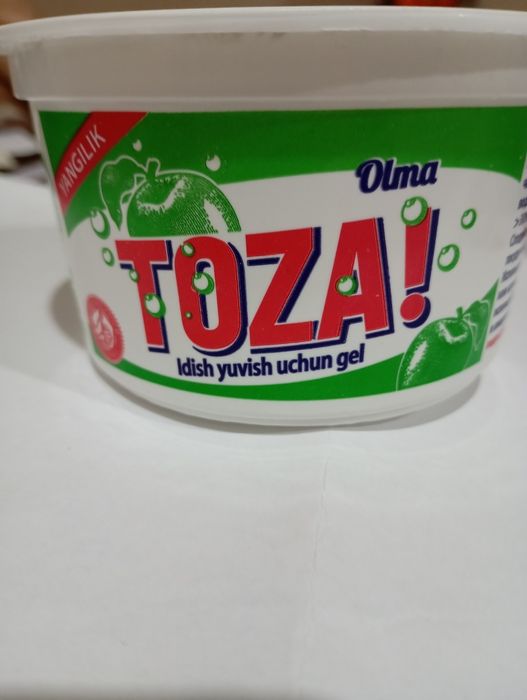 YANGILIK
Olma
TOZA!
Idish yuvish uchun gel